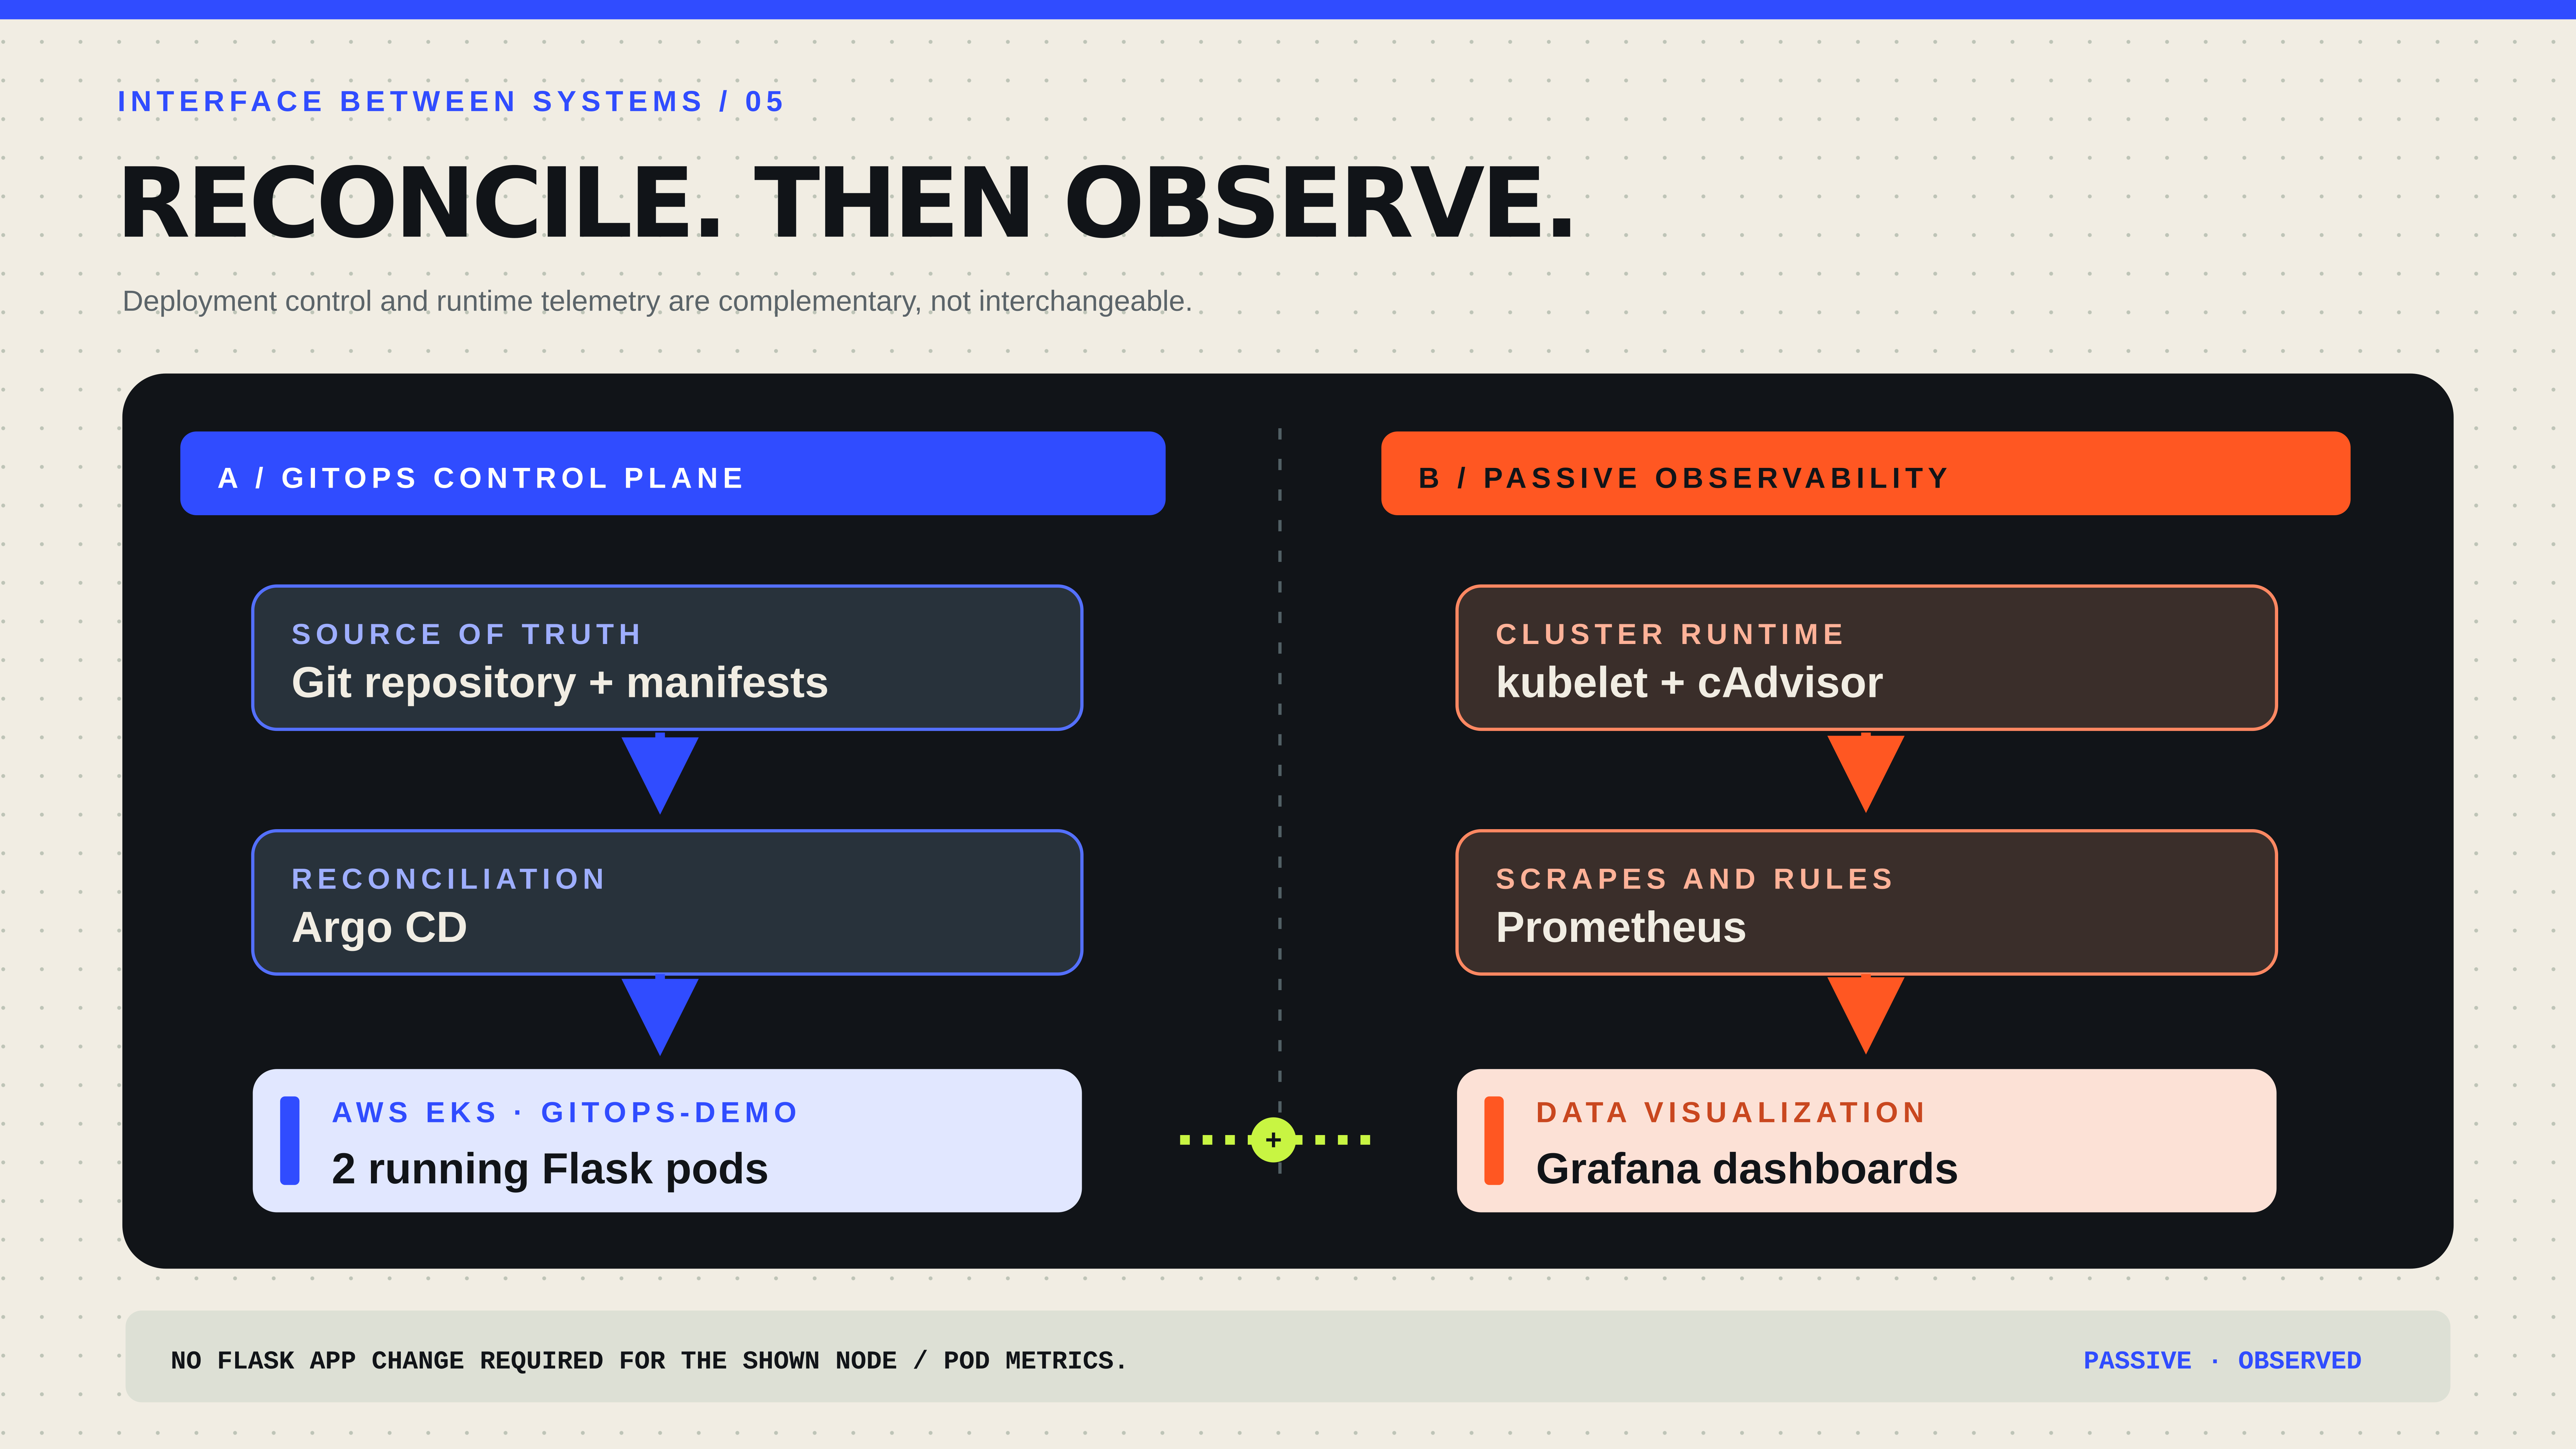 INTERFACE BETWEEN SYSTEMS / 05
RECONCILE. THEN OBSERVE.
Deployment control and runtime telemetry are complementary, not interchangeable.
A / GITOPS CONTROL PLANE
SOURCE OF TRUTH
Git repository + manifests
RECONCILIATION
Argo CD
AWS EKS · GITOPS-DEMO
2 running Flask pods
+
B / PASSIVE OBSERVABILITY
CLUSTER RUNTIME
kubelet + cAdvisor
SCRAPES AND RULES
Prometheus
DATA VISUALIZATION
Grafana dashboards
NO FLASK APP CHANGE REQUIRED FOR THE SHOWN NODE / POD METRICS.
PASSIVE · OBSERVED